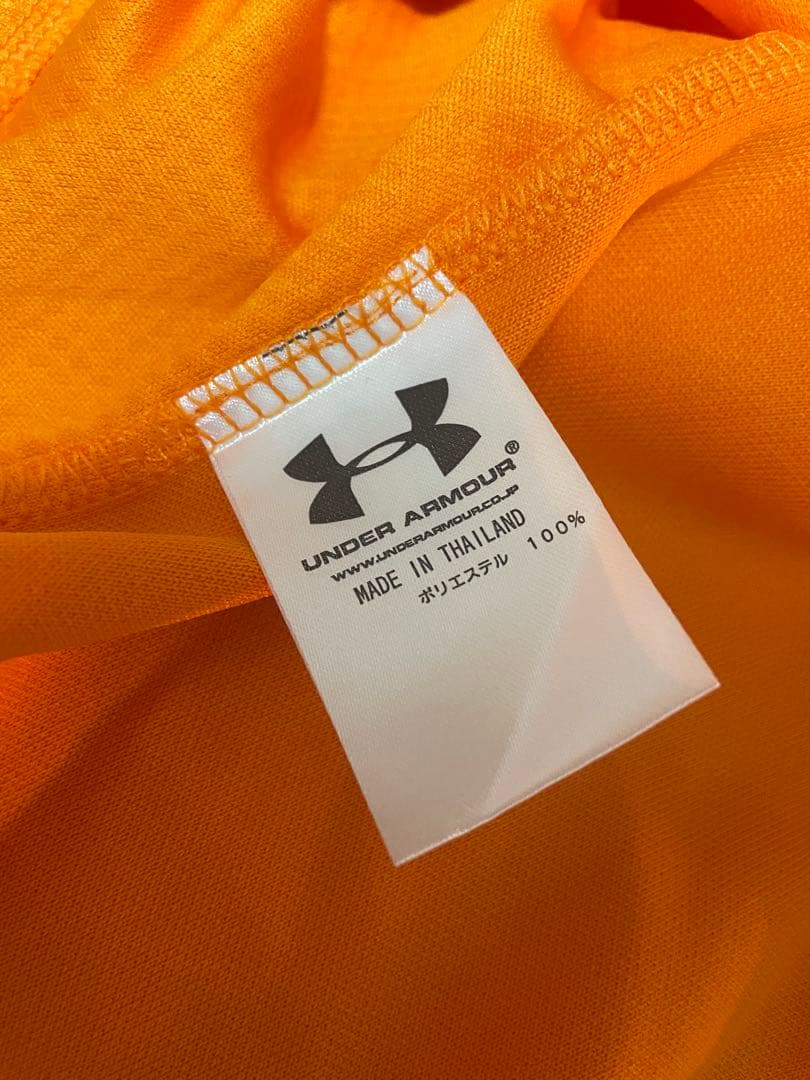 UNDER ARMOUR®
WWW.UNDERARMOUR.CO.JP
MADE IN THAILAND
ポリエステル 100%